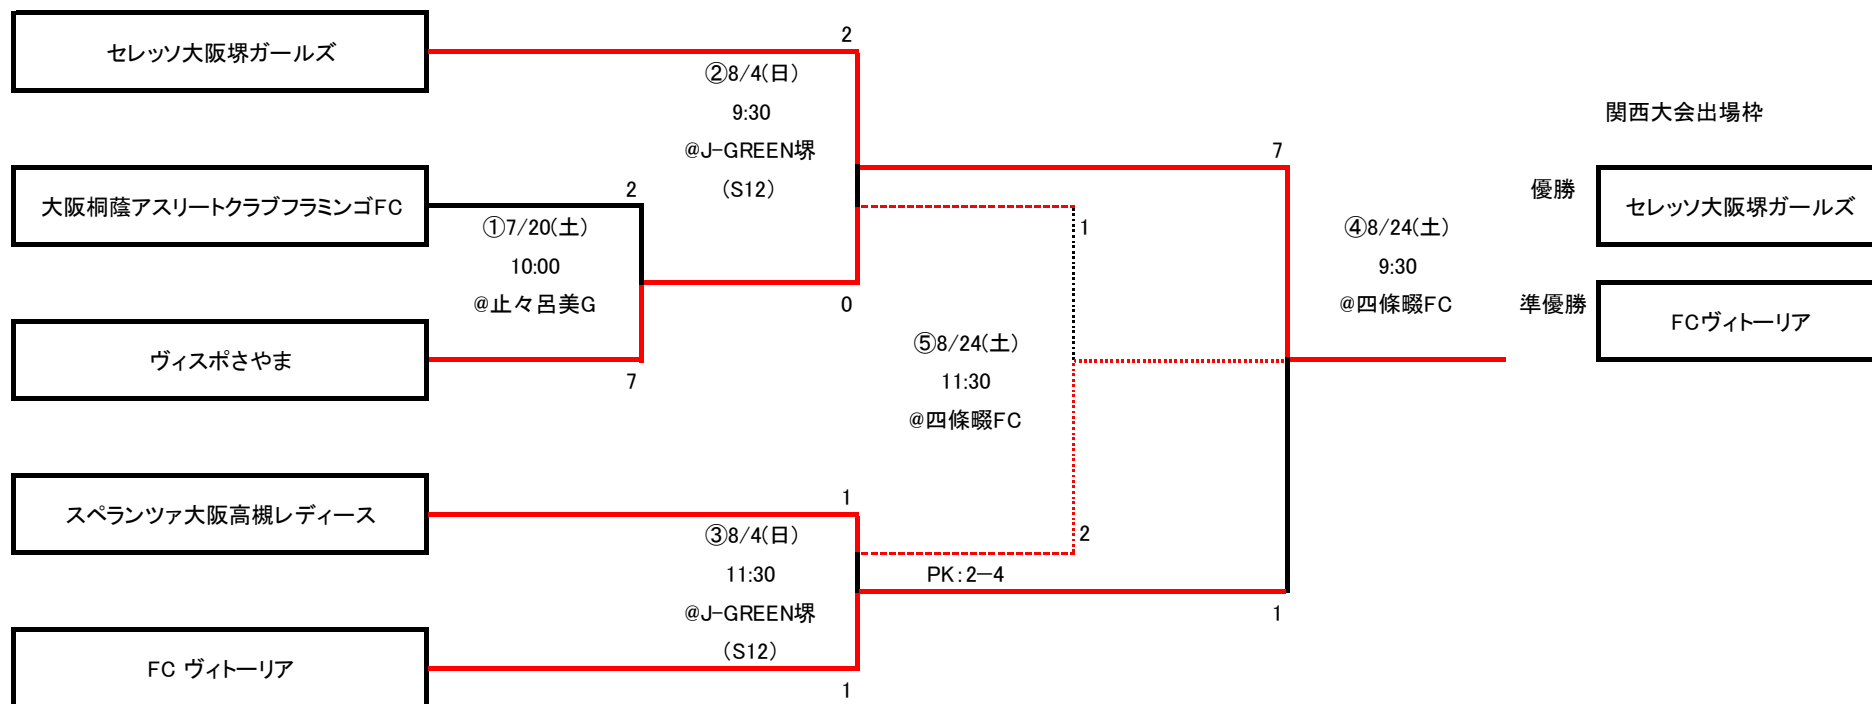 セレッソ大阪堺ガールズ
2
②8/4(日)
9:30
@J-GREEN堺
(S12)
関西大会出場枠
大阪桐蔭アスリートクラブフラミンゴFC
2
7
優勝
セレッソ大阪堺ガールズ
①7/20(土)
10:00
@止々呂美G
1
④8/24(土)
9:30
@四條畷FC
0
準優勝
FCヴィトーリア
ヴィスポさやま
7
⑤8/24(土)
11:30
@四條畷FC
スペランツァ大阪高槻レディース
1
③8/4(日)
11:30
@J-GREEN堺
(S12)
2
PK:2-4
1
FC ヴィトーリア
1